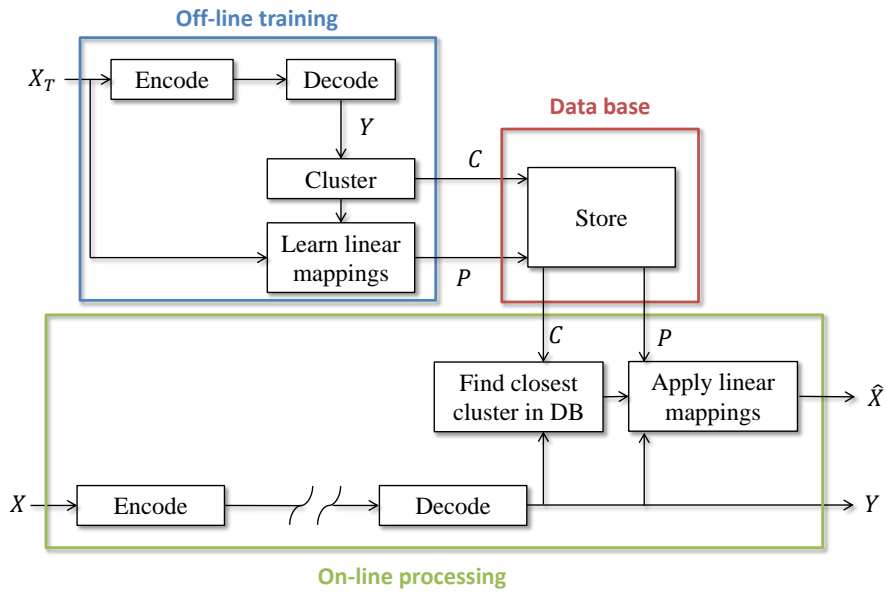 Off-line training
X_T
Encode
Decode
Y
Data base
Cluster
C
Store
Learn linear
mappings
P
C
P
Find closest
cluster in DB
Apply linear
mappings
X̂
X
Encode
Decode
Y
On-line processing